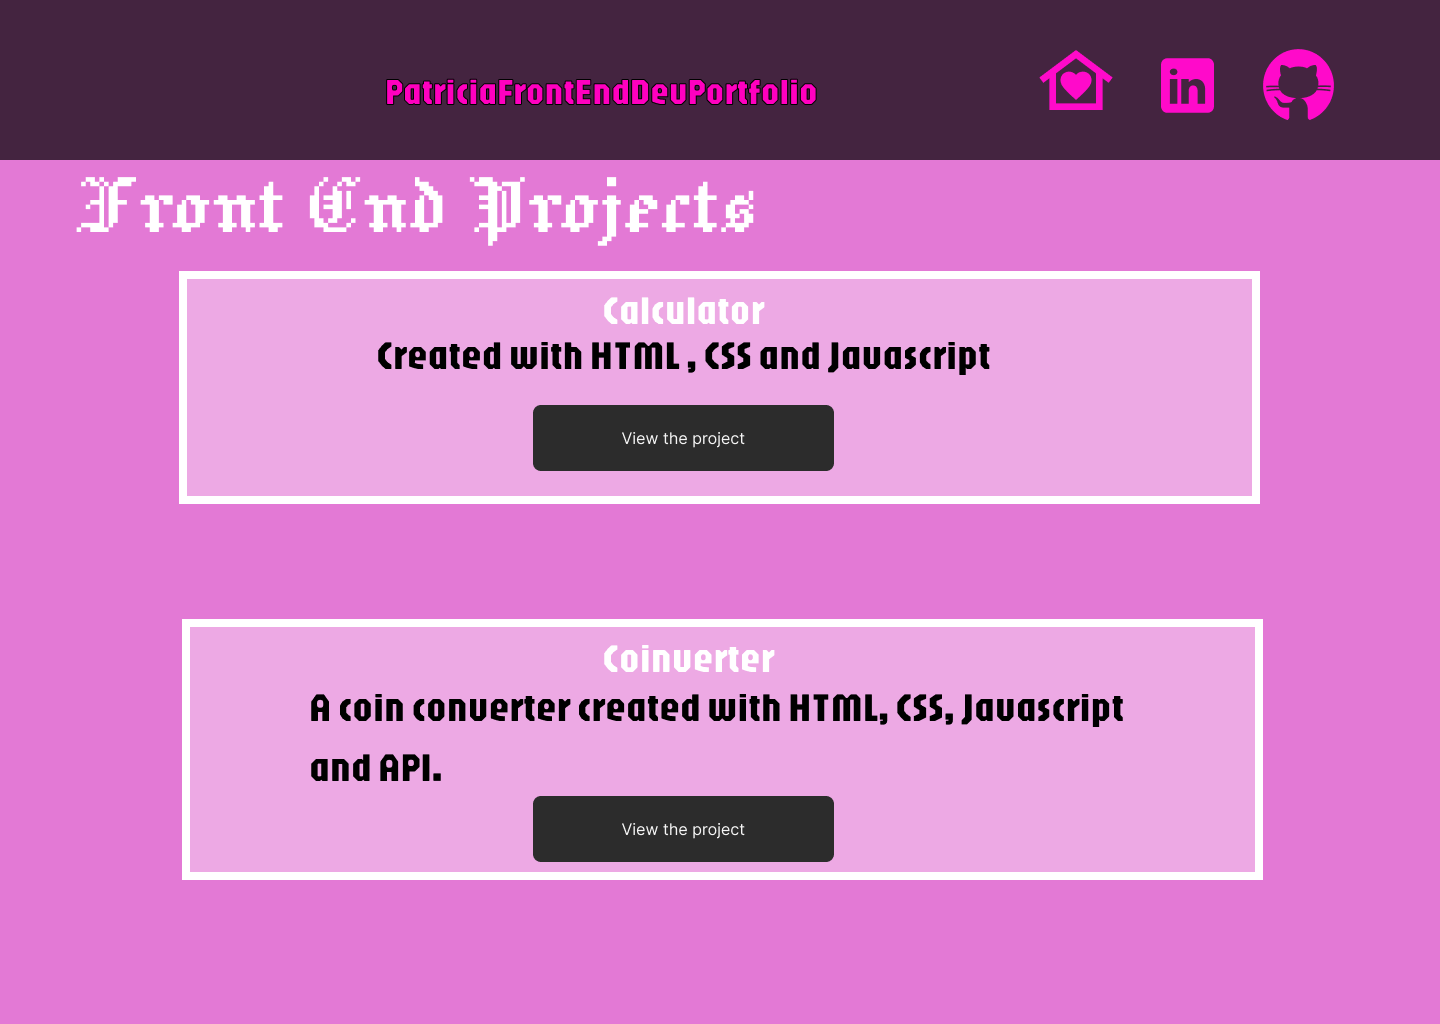 PatriciaFrontEndDevPortfolio
in
Front End Projects
Calculator
Created with HTML , CSS and Javascript
View the project
Coinverter
A coin converter created with HTML, CSS, Javascript
and API.
View the project